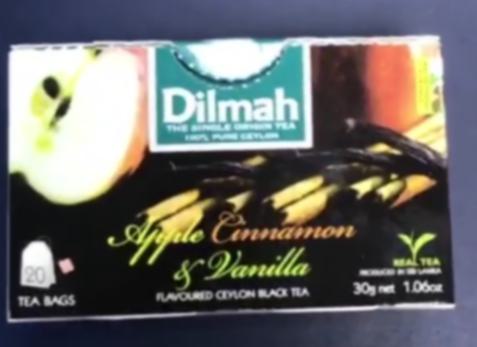 Dilmah
THE SINGLE ORIGIN TEA
100% PURE CEYLON
Apple Cinnamon
& Vanilla
FLAVOURED CEYLON BLACK TEA
20
TEA BAGS
REAL TEA
PRODUCED IN SRI LANKA
30g net 1.06oz